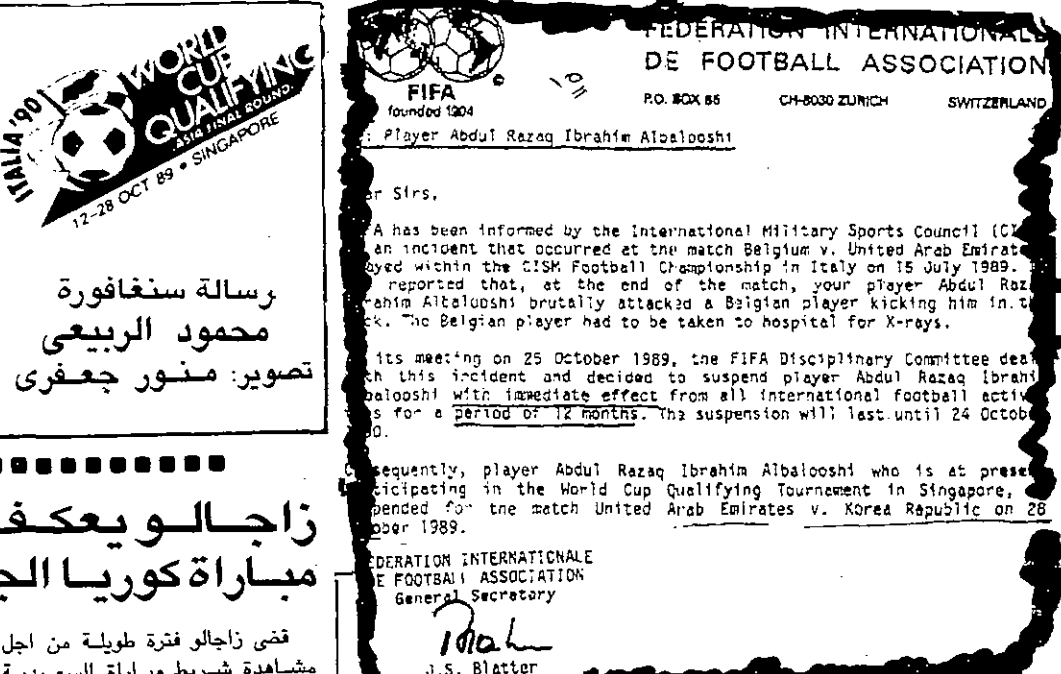 ITALIA '90
WORLD
CUP
QUALIFYING
ASIA FINAL ROUND.
12-28 OCT 89 • SINGAPORE
رسالة سنغافورة
محمود الربيعى
تصوير: منور جعفرى
زاجالو يعكف
مباراة كوريا الج
قضى زاجالو فترة طويلة من اجل
مشاهدة شريط
FEDERATION INTERNATIONALE
DE FOOTBALL ASSOCIATION
FIFA
founded 1904
P.O. BOX 85 CH-8030 ZURICH SWITZERLAND
: Player Abdul Razaq Ibrahim Albalooshi
r Sirs,
A has been informed by the International Military Sports Council (CI
an incident that occurred at the match Belgium v. United Arab Emirate
ayed within the CISM Football Championship in Italy on 15 July 1989.
reported that, at the end of the match, your player Abdul Raz
rahim Albalooshi brutally attacked a Belgian player kicking him in t
ck. The Belgian player had to be taken to hospital for X-rays.
its meeting on 25 October 1989, the FIFA Disciplinary Committee dea
th this incident and decided to suspend player Abdul Razaq Ibrahi
balooshi with immediate effect from all international football activ
s for a period of 12 months. The suspension will last until 24 Octob
0.
sequently, player Abdul Razaq Ibrahim Albalooshi who is at prese
ticipating in the World Cup Qualifying Tournament in Singapore,
pended for the match United Arab Emirates v. Korea Republic on 28
ober 1989.
EDERATION INTERNATIONALE
E FOOTBALL ASSOCIATION
General Secretary
J.S. Blatter